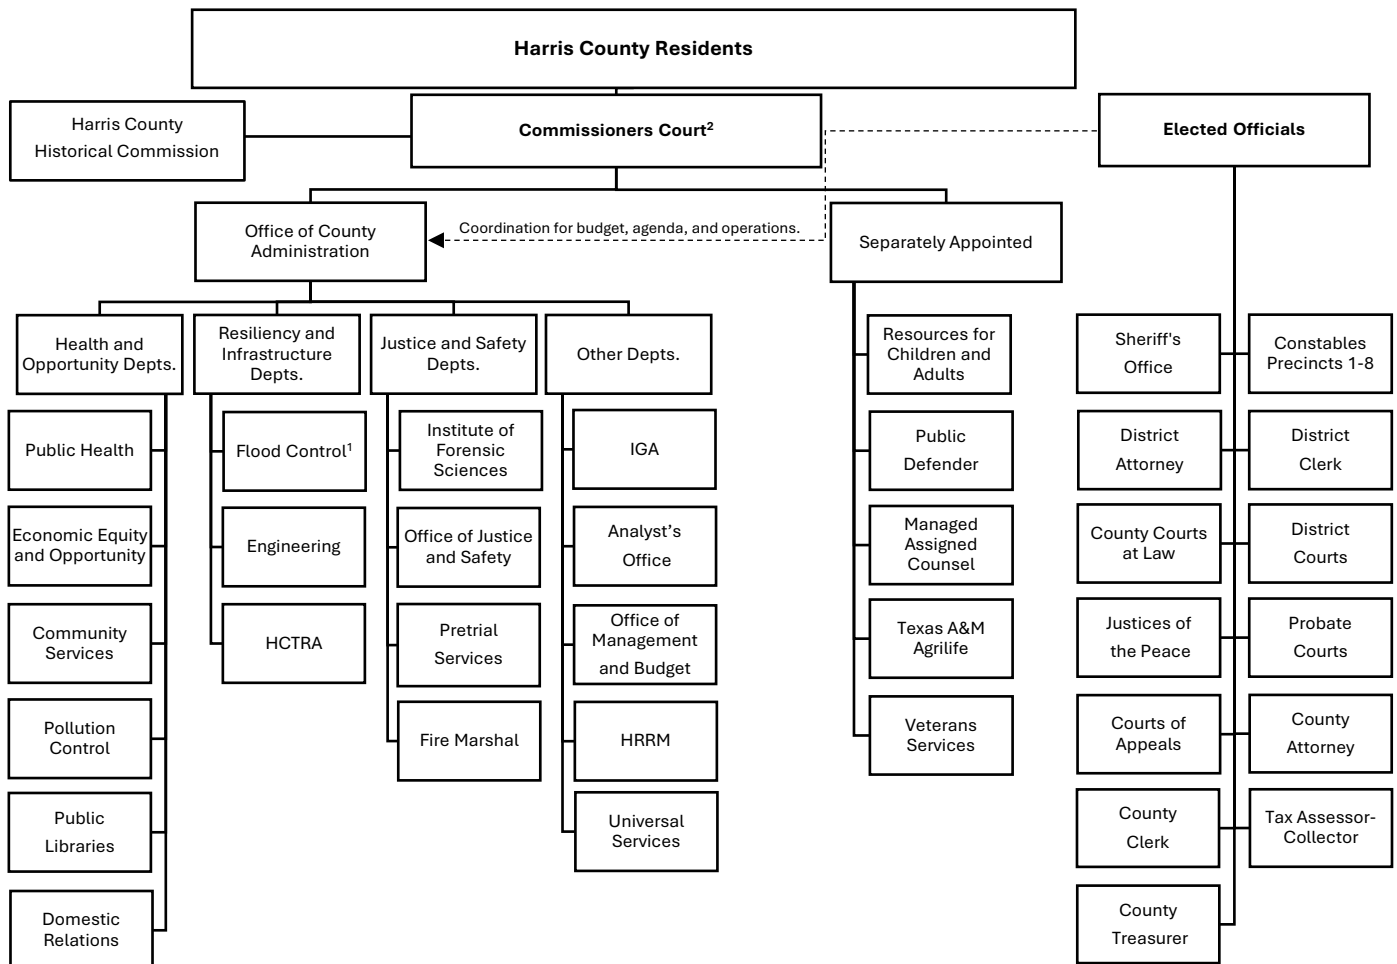 Harris County Residents
Harris County
Historical Commission
Commissioners Court²
Elected Officials
Office of County
Administration
Coordination for budget, agenda, and operations.
Separately Appointed
Health and
Opportunity Depts.
Resiliency and
Infrastructure
Depts.
Justice and Safety
Depts.
Other Depts.
Public Health
Economic Equity
and Opportunity
Community
Services
Pollution
Control
Public
Libraries
Domestic
Relations
Flood Control¹
Engineering
HCTRA
Institute of
Forensic
Sciences
Office of Justice
and Safety
Pretrial
Services
Fire Marshal
IGA
Analyst’s
Office
Office of
Management
and Budget
HRRM
Universal
Services
Resources for
Children and
Adults
Public
Defender
Managed
Assigned
Counsel
Texas A&M
Agrilife
Veterans
Services
Sheriff's
Office
Constables
Precincts 1-8
District
Attorney
District
Clerk
County Courts
at Law
District
Courts
Justices of
the Peace
Probate
Courts
Courts of
Appeals
County
Attorney
County
Clerk
Tax Assessor-
Collector
County
Treasurer